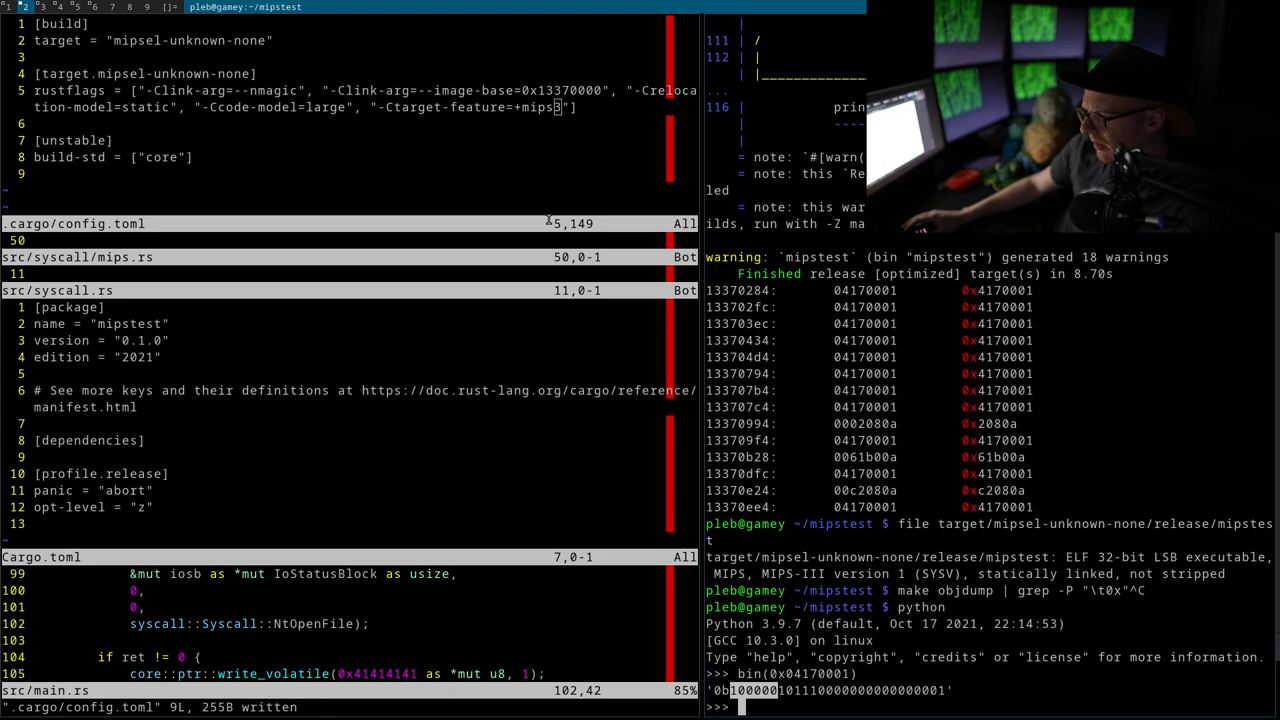 1 2 3 4 5 6 7 8 9 []= pleb@gamey:~/mipstest
1 [build]
2 target = "mipsel-unknown-none"
3
4 [target.mipsel-unknown-none]
5 rustflags = ["-Clink-arg=--nmagic", "-Clink-arg=--image-base=0x13370000", "-Creloca
tion-model=static", "-Ccode-model=large", "-Ctarget-feature=+mips3"]
6
7 [unstable]
8 build-std = ["core"]
9
~
~
.cargo/config.toml 5,149 All
50
src/syscall/mips.rs 50,0-1 Bot
11
src/syscall.rs 11,0-1 Bot
1 [package]
2 name = "mipstest"
3 version = "0.1.0"
4 edition = "2021"
5
6 # See more keys and their definitions at https://doc.rust-lang.org/cargo/reference/
manifest.html
7
8 [dependencies]
9
10 [profile.release]
11 panic = "abort"
12 opt-level = "z"
13
~
Cargo.toml 7,0-1 All
99 &mut iosb as *mut IoStatusBlock as usize,
100 0,
101 0,
102 syscall::Syscall::NtOpenFile);
103
104 if ret != 0 {
105 core::ptr::write_volatile(0x41414141 as *mut u8, 1);
src/main.rs 102,42 85%
".cargo/config.toml" 9L, 255B written
|
111 | /
112 | |
| |_____________
...
116 | prin
| ----
|
= note: `#[warn(
= note: this `Re
led
= note: this war
ilds, run with -Z ma
warning: `mipstest` (bin "mipstest") generated 18 warnings
Finished release [optimized] target(s) in 8.70s
13370284: 04170001 0x4170001
133702fc: 04170001 0x4170001
133703ec: 04170001 0x4170001
13370434: 04170001 0x4170001
133704d4: 04170001 0x4170001
13370794: 04170001 0x4170001
133707b4: 04170001 0x4170001
133707c4: 04170001 0x4170001
13370994: 0002080a 0x2080a
133709f4: 04170001 0x4170001
13370b28: 0061b00a 0x61b00a
13370dfc: 04170001 0x4170001
13370e24: 00c2080a 0xc2080a
13370ee4: 04170001 0x4170001
pleb@gamey ~/mipstest $ file target/mipsel-unknown-none/release/mipstes
t
target/mipsel-unknown-none/release/mipstest: ELF 32-bit LSB executable,
MIPS, MIPS-III version 1 (SYSV), statically linked, not stripped
pleb@gamey ~/mipstest $ make objdump | grep -P "\t0x"^C
pleb@gamey ~/mipstest $ python
Python 3.9.7 (default, Oct 17 2021, 22:14:53)
[GCC 10.3.0] on linux
Type "help", "copyright", "credits" or "license" for more information.
>>> bin(0x04170001)
'0b100000101110000000000000001'
>>>